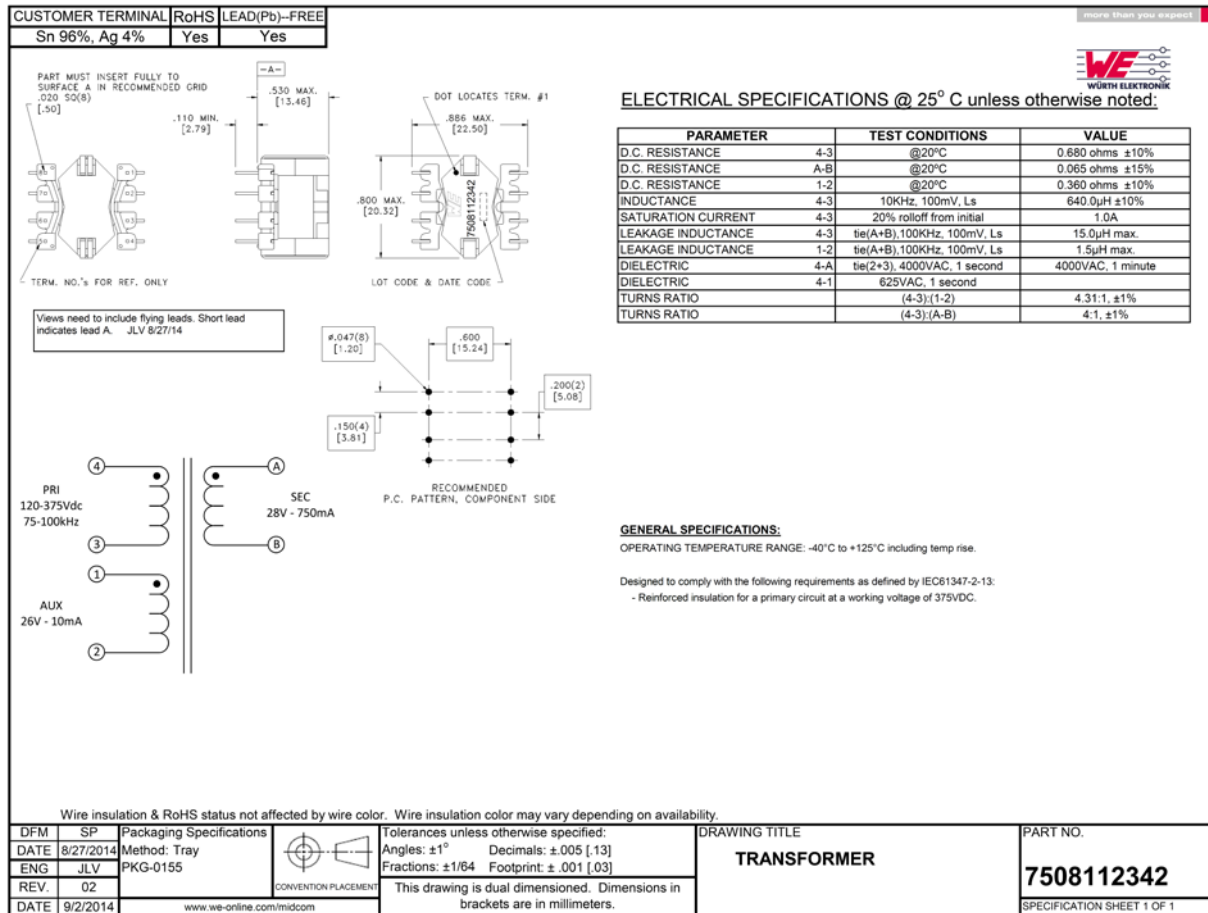 CUSTOMER TERMINAL RoHS LEAD(Pb)--FREE
Sn 96%, Ag 4% Yes Yes
more than you expect
WE
WÜRTH ELEKTRONIK
PART MUST INSERT FULLY TO
SURFACE A IN RECOMMENDED GRID
.020 SQ(8)
[.50]
-A-
.530 MAX.
[13.46]
.110 MIN.
[2.79]
DOT LOCATES TERM. #1
.886 MAX.
[22.50]
.800 MAX.
[20.32]
7508112342
TERM. NO.'s FOR REF. ONLY
LOT CODE & DATE CODE
Views need to include flying leads. Short lead
indicates lead A. JLV 8/27/14
ø.047(8)
[1.20]
.600
[15.24]
.200(2)
[5.08]
.150(4)
[3.81]
RECOMMENDED
P.C. PATTERN, COMPONENT SIDE
ELECTRICAL SPECIFICATIONS @ 25° C unless otherwise noted:
PARAMETER TEST CONDITIONS VALUE
D.C. RESISTANCE 4-3 @20°C 0.680 ohms ±10%
D.C. RESISTANCE A-B @20°C 0.065 ohms ±15%
D.C. RESISTANCE 1-2 @20°C 0.360 ohms ±10%
INDUCTANCE 4-3 10KHz, 100mV, Ls 640.0µH ±10%
SATURATION CURRENT 4-3 20% rolloff from initial 1.0A
LEAKAGE INDUCTANCE 4-3 tie(A+B),100KHz, 100mV, Ls 15.0µH max.
LEAKAGE INDUCTANCE 1-2 tie(A+B),100KHz, 100mV, Ls 1.5µH max.
DIELECTRIC 4-A tie(2+3), 4000VAC, 1 second 4000VAC, 1 minute
DIELECTRIC 4-1 625VAC, 1 second
TURNS RATIO (4-3):(1-2) 4.31:1, ±1%
TURNS RATIO (4-3):(A-B) 4:1, ±1%
4
PRI
120-375Vdc
75-100kHz
3
A
SEC
28V - 750mA
B
1
AUX
26V - 10mA
2
GENERAL SPECIFICATIONS:
OPERATING TEMPERATURE RANGE: -40°C to +125°C including temp rise.
Designed to comply with the following requirements as defined by IEC61347-2-13:
- Reinforced insulation for a primary circuit at a working voltage of 375VDC.
Wire insulation & RoHS status not affected by wire color. Wire insulation color may vary depending on availability.
DFM SP
DATE 8/27/2014
ENG JLV
REV. 02
DATE 9/2/2014
Packaging Specifications
Method: Tray
PKG-0155
www.we-online.com/midcom
CONVENTION PLACEMENT
Tolerances unless otherwise specified:
Angles: ±1° Decimals: ±.005 [.13]
Fractions: ±1/64 Footprint: ± .001 [.03]
This drawing is dual dimensioned. Dimensions in
brackets are in millimeters.
DRAWING TITLE
TRANSFORMER
PART NO.
7508112342
SPECIFICATION SHEET 1 OF 1